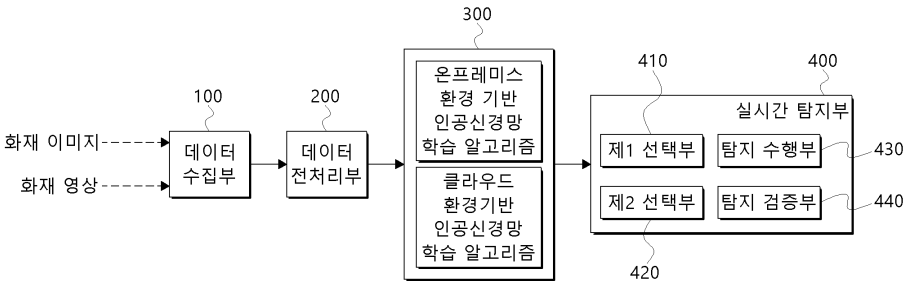 300
410
400
100
200
온프레미스
환경 기반
인공신경망
학습 알고리즘
실시간 탐지부
화재 이미지
화재 영상
데이터
수집부
데이터
전처리부
제1 선택부
탐지 수행부
430
클라우드
환경기반
인공신경망
학습 알고리즘
제2 선택부
탐지 검증부
440
420